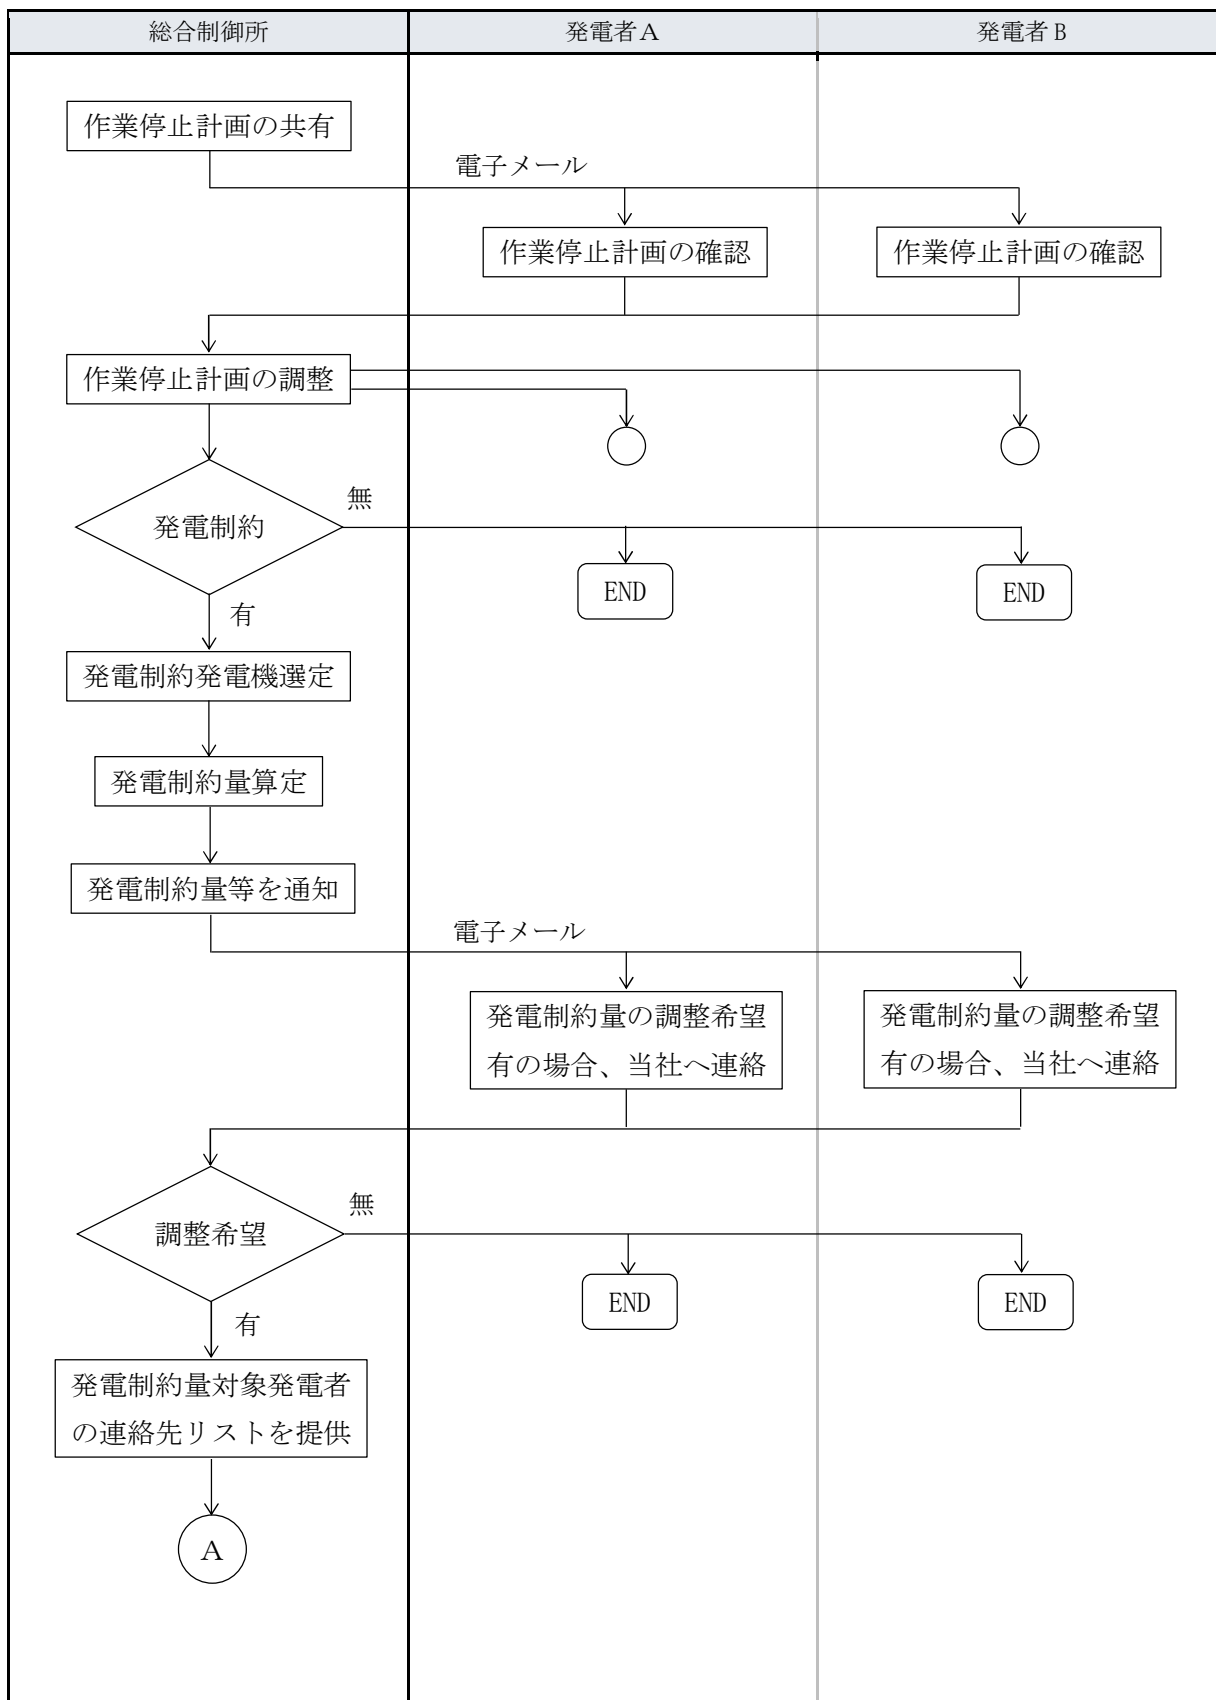 総合制御所
発電者A
発電者B
作業停止計画の共有
電子メール
作業停止計画の確認
作業停止計画の確認
作業停止計画の調整
発電制約
無
END
END
有
発電制約発電機選定
発電制約量算定
発電制約量等を通知
電子メール
発電制約量の調整希望
有の場合、当社へ連絡
発電制約量の調整希望
有の場合、当社へ連絡
調整希望
無
END
END
有
発電制約量対象発電者
の連絡先リストを提供
A